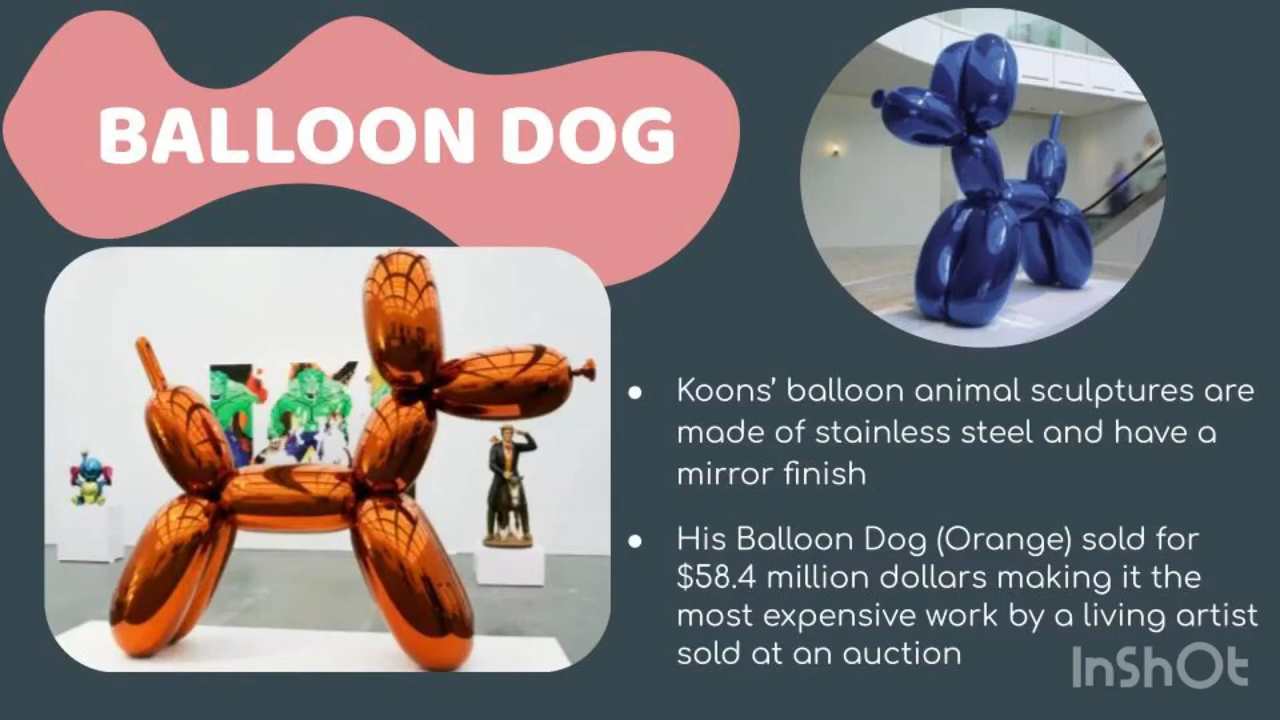 BALLOON DOG
● Koons’ balloon animal sculptures are
made of stainless steel and have a
mirror finish
● His Balloon Dog (Orange) sold for
$58.4 million dollars making it the
most expensive work by a living artist
sold at an auction
InShOt